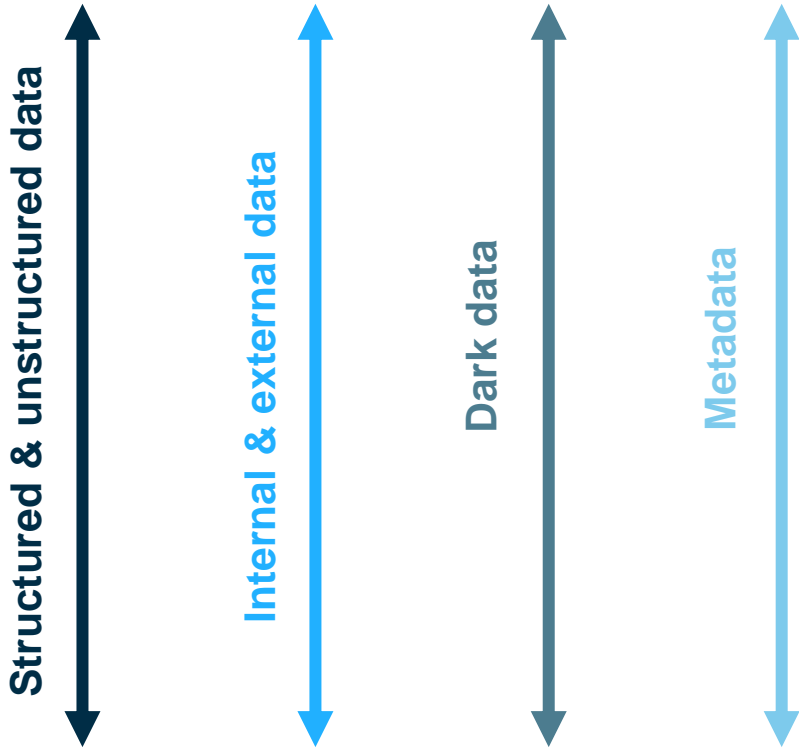 Structured & unstructured data
Internal & external data
Dark data
Metadata